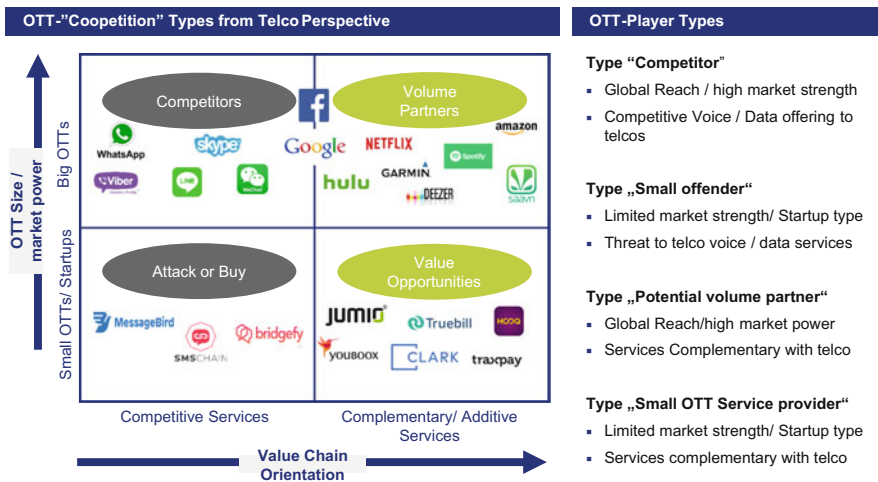 OTT-”Coopetition” Types from Telco Perspective
OTT Size /
market power
Big OTTs
Small OTTs/ Startups
Competitors
Volume
Partners
WhatsApp
skype
Google
NETFLIX
amazon
Spotify
viber
LINE
WeChat
hulu
GARMIN
DEEZER
saavn
Attack or Buy
Value
Opportunities
MessageBird
SMSCHAIN
bridgefy
JUMIO
Truebill
HOOQ
YOUBOOX
CLARK
traxpay
Competitive Services
Complementary/ Additive
Services
Value Chain
Orientation
OTT-Player Types
Type “Competitor”
▪ Global Reach / high market strength
▪ Competitive Voice / Data offering to
telcos
Type „Small offender“
▪ Limited market strength/ Startup type
▪ Threat to telco voice / data services
Type „Potential volume partner“
▪ Global Reach/high market power
▪ Services Complementary with telco
Type „Small OTT Service provider“
▪ Limited market strength/ Startup type
▪ Services complementary with telco